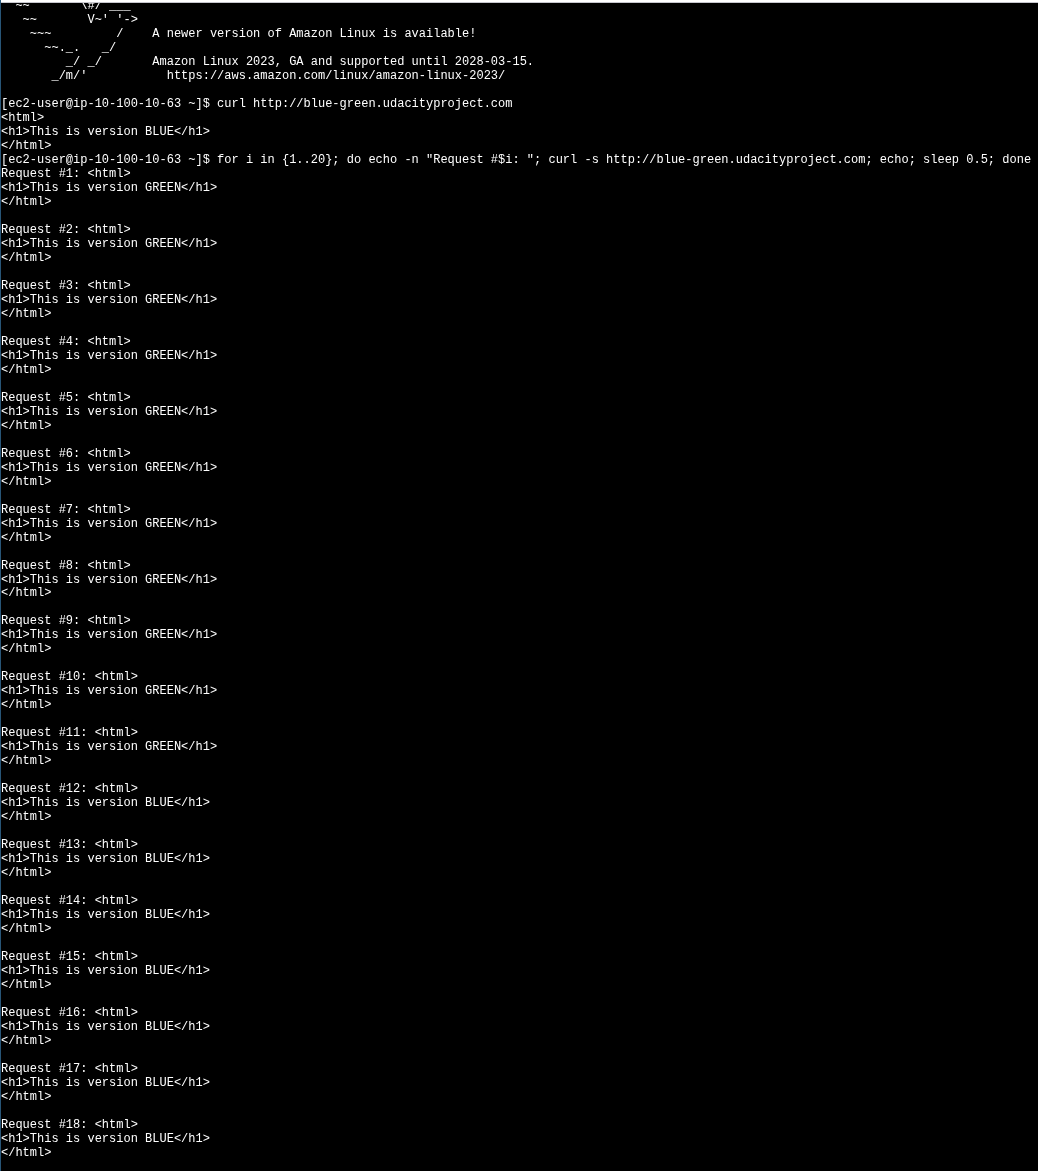 ~~       \#/ ___
~~       V~' '->
~~~         /    A newer version of Amazon Linux is available!
~~._.   _/
_/ _/       Amazon Linux 2023, GA and supported until 2028-03-15.
_/m/'           https://aws.amazon.com/linux/amazon-linux-2023/
[ec2-user@ip-10-100-10-63 ~]$ curl http://blue-green.udacityproject.com
<html>
<h1>This is version BLUE</h1>
</html>
[ec2-user@ip-10-100-10-63 ~]$ for i in {1..20}; do echo -n "Request #$i: "; curl -s http://blue-green.udacityproject.com; echo; sleep 0.5; done
Request #1: <html>
<h1>This is version GREEN</h1>
</html>
Request #2: <html>
<h1>This is version GREEN</h1>
</html>
Request #3: <html>
<h1>This is version GREEN</h1>
</html>
Request #4: <html>
<h1>This is version GREEN</h1>
</html>
Request #5: <html>
<h1>This is version GREEN</h1>
</html>
Request #6: <html>
<h1>This is version GREEN</h1>
</html>
Request #7: <html>
<h1>This is version GREEN</h1>
</html>
Request #8: <html>
<h1>This is version GREEN</h1>
</html>
Request #9: <html>
<h1>This is version GREEN</h1>
</html>
Request #10: <html>
<h1>This is version GREEN</h1>
</html>
Request #11: <html>
<h1>This is version GREEN</h1>
</html>
Request #12: <html>
<h1>This is version BLUE</h1>
</html>
Request #13: <html>
<h1>This is version BLUE</h1>
</html>
Request #14: <html>
<h1>This is version BLUE</h1>
</html>
Request #15: <html>
<h1>This is version BLUE</h1>
</html>
Request #16: <html>
<h1>This is version BLUE</h1>
</html>
Request #17: <html>
<h1>This is version BLUE</h1>
</html>
Request #18: <html>
<h1>This is version BLUE</h1>
</html>